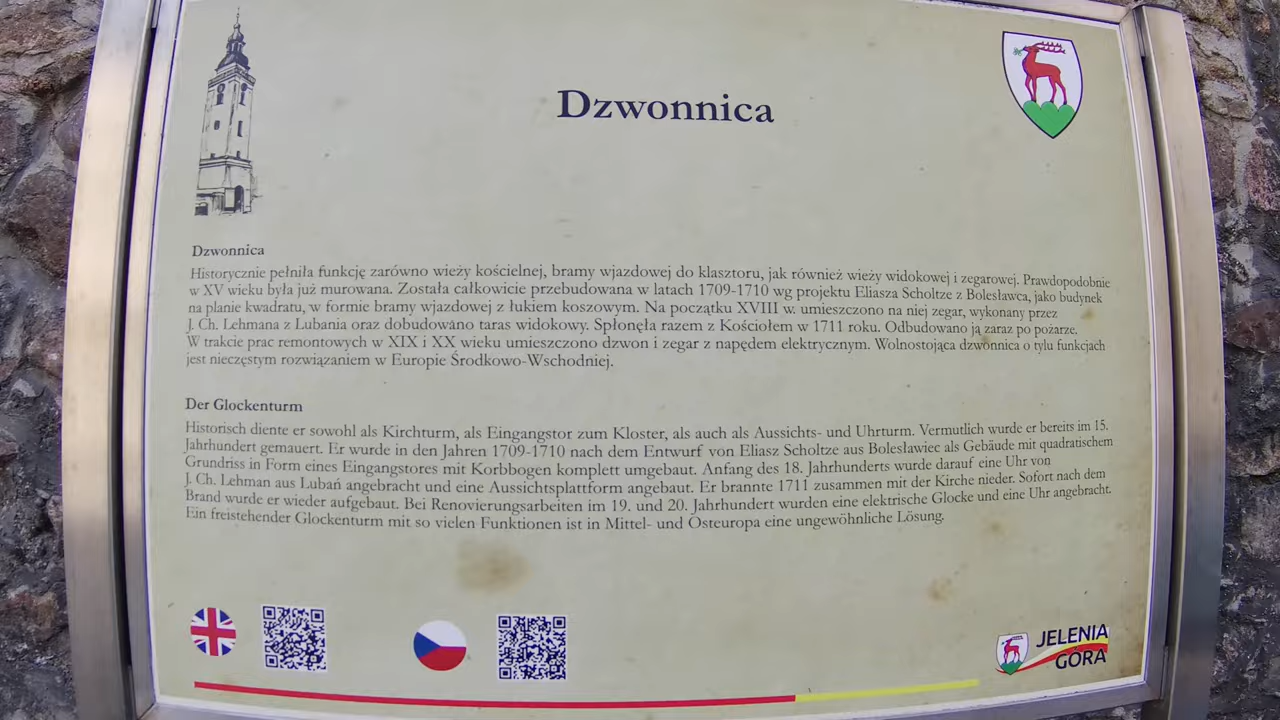 Dzwonnica
Dzwonnica
Historycznie pełniła funkcję zarówno wieży kościelnej, bramy wjazdowej do klasztoru, jak również wieży widokowej i zegarowej. Prawdopodobnie
w XV wieku była już murowana. Została całkowicie przebudowana w latach 1709-1710 wg projektu Eliasza Scholtze z Bolesławca, jako budynek
na planie kwadratu, w formie bramy wjazdowej z łukiem koszowym. Na początku XVIII w. umieszczono na niej zegar, wykonany przez
J. Ch. Lehmana z Lubania oraz dobudowano taras widokowy. Spłonęła razem z Kościołem w 1711 roku. Odbudowano ją zaraz po pożarze.
W trakcie prac remontowych w XIX i XX wieku umieszczono dzwon i zegar z napędem elektrycznym. Wolnostojąca dzwonnica o tylu funkcjach
jest nieczęstym rozwiązaniem w Europie Środkowo-Wschodniej.
Der Glockenturm
Historisch diente er sowohl als Kirchturm, als Eingangstor zum Kloster, als auch als Aussichts- und Uhrturm. Vermutlich wurde er bereits im 15.
Jahrhundert gemauert. Er wurde in den Jahren 1709-1710 nach dem Entwurf von Eliasz Scholtze aus Bolesławiec als Gebäude mit quadratischem
Grundriss in Form eines Eingangstores mit Korbbogen komplett umgebaut. Anfang des 18. Jahrhunderts wurde darauf eine Uhr von
J. Ch. Lehman aus Lubań angebracht und eine Aussichtsplattform angebaut. Er brannte 1711 zusammen mit der Kirche nieder. Sofort nach dem
Brand wurde er wieder aufgebaut. Bei Renovierungsarbeiten im 19. und 20. Jahrhundert wurden eine elektrische Glocke und eine Uhr angebracht.
Ein freistehender Glockenturm mit so vielen Funktionen ist in Mittel- und Osteuropa eine ungewöhnliche Lösung.
JELENIA
GÓRA